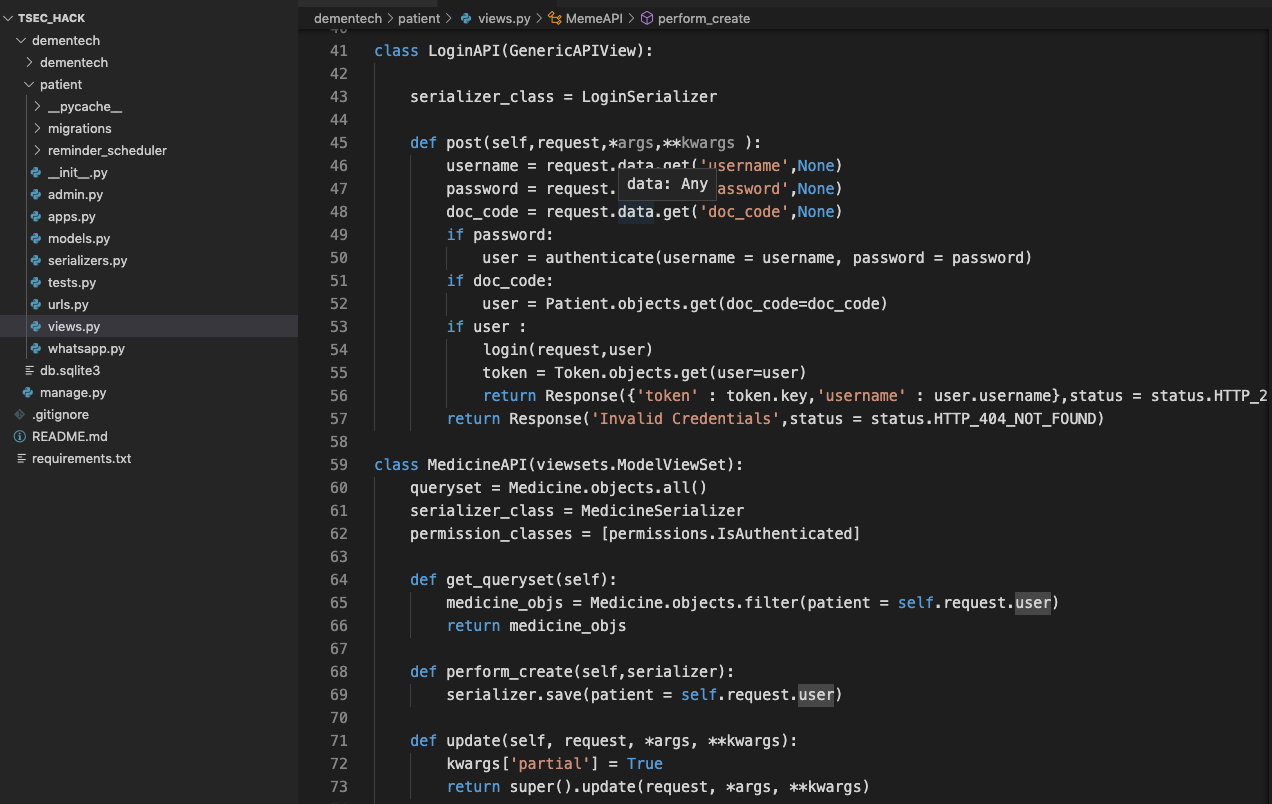 TSEC_HACK
dementech
dementech
patient
__pycache__
migrations
reminder_scheduler
__init__.py
admin.py
apps.py
models.py
serializers.py
tests.py
urls.py
views.py
whatsapp.py
db.sqlite3
manage.py
.gitignore
README.md
requirements.txt
dementech > patient > views.py > MemeAPI > perform_create
40
41 class LoginAPI(GenericAPIView):
42
43 serializer_class = LoginSerializer
44
45 def post(self,request,*args,**kwargs ):
46 username = request.data.get('username',None)
47 password = request. assword',None)
data: Any
48 doc_code = request.data.get('doc_code',None)
49 if password:
50 user = authenticate(username = username, password = password)
51 if doc_code:
52 user = Patient.objects.get(doc_code=doc_code)
53 if user :
54 login(request,user)
55 token = Token.objects.get(user=user)
56 return Response({'token' : token.key,'username' : user.username},status = status.HTTP_2
57 return Response('Invalid Credentials',status = status.HTTP_404_NOT_FOUND)
58
59 class MedicineAPI(viewsets.ModelViewSet):
60 queryset = Medicine.objects.all()
61 serializer_class = MedicineSerializer
62 permission_classes = [permissions.IsAuthenticated]
63
64 def get_queryset(self):
65 medicine_objs = Medicine.objects.filter(patient = self.request.user)
66 return medicine_objs
67
68 def perform_create(self,serializer):
69 serializer.save(patient = self.request.user)
70
71 def update(self, request, *args, **kwargs):
72 kwargs['partial'] = True
73 return super().update(request, *args, **kwargs)